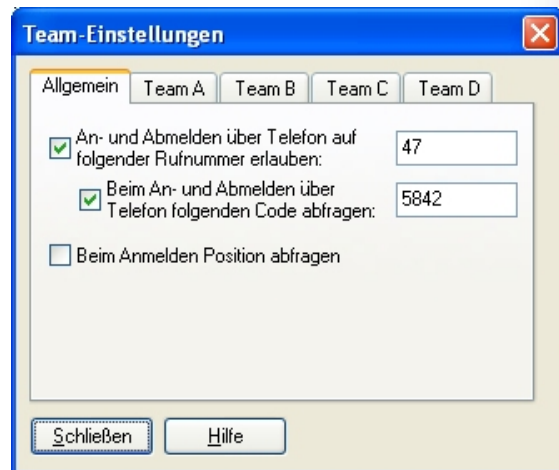 Team-Einstellungen
Allgemein Team A Team B Team C Team D
An- und Abmelden über Telefon auf 47
folgender Rufnummer erlauben:
Beim An- und Abmelden über 5842
Telefon folgenden Code abfragen:
Beim Anmelden Position abfragen
Schließen Hilfe